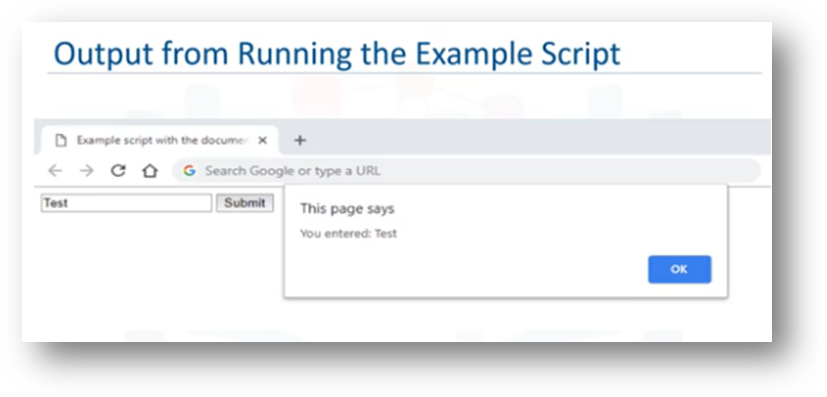 Output from Running the Example Script
Example script with the documen
Search Google or type a URL
Test
Submit
This page says
You entered: Test
OK